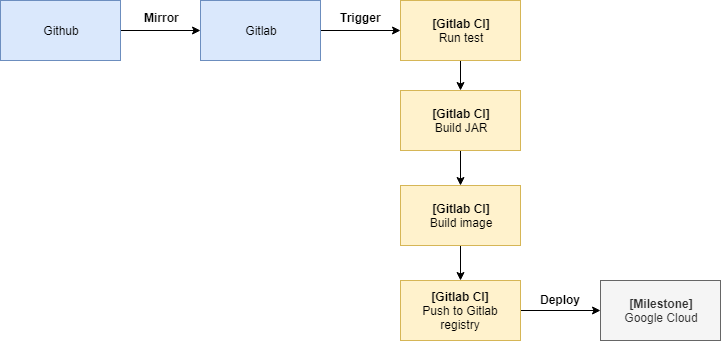 Github
Mirror
Gitlab
Trigger
[Gitlab CI]
Run test
[Gitlab CI]
Build JAR
[Gitlab CI]
Build image
[Gitlab CI]
Push to Gitlab
registry
Deploy
[Milestone]
Google Cloud